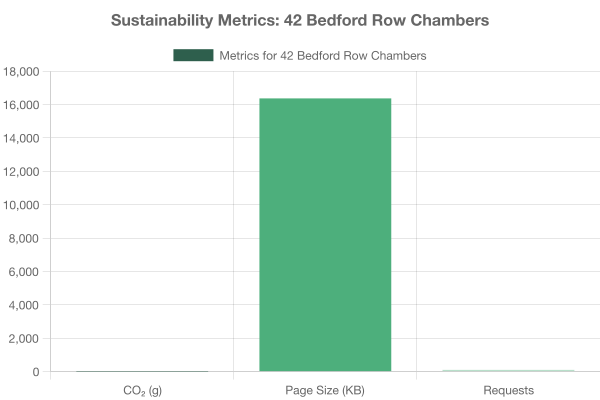 Sustainability Metrics: 42 Bedford Row Chambers
Metrics for 42 Bedford Row Chambers
18,000
16,000
14,000
12,000
10,000
8,000
6,000
4,000
2,000
0
CO₂ (g)
Page Size (KB)
Requests